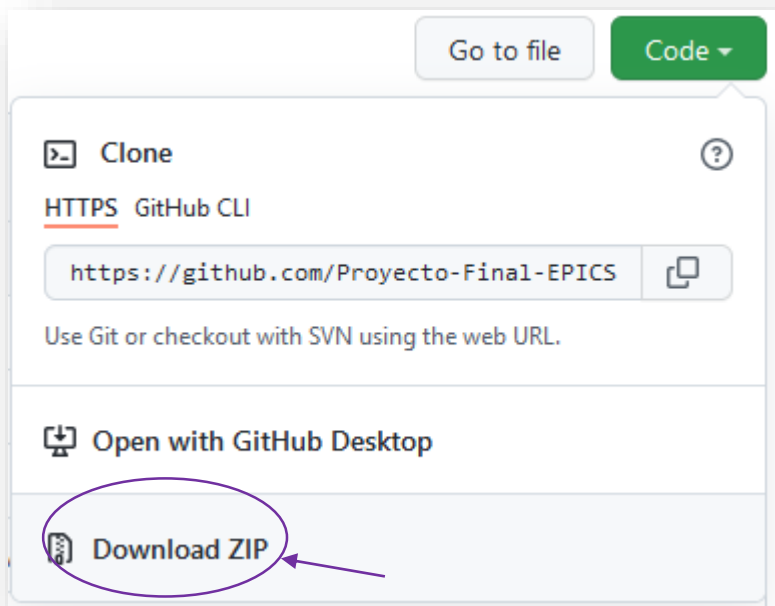 Go to file
Code
Clone
HTTPS GitHub CLI
https://github.com/Proyecto-Final-EPICS
Use Git or checkout with SVN using the web URL.
Open with GitHub Desktop
Download ZIP